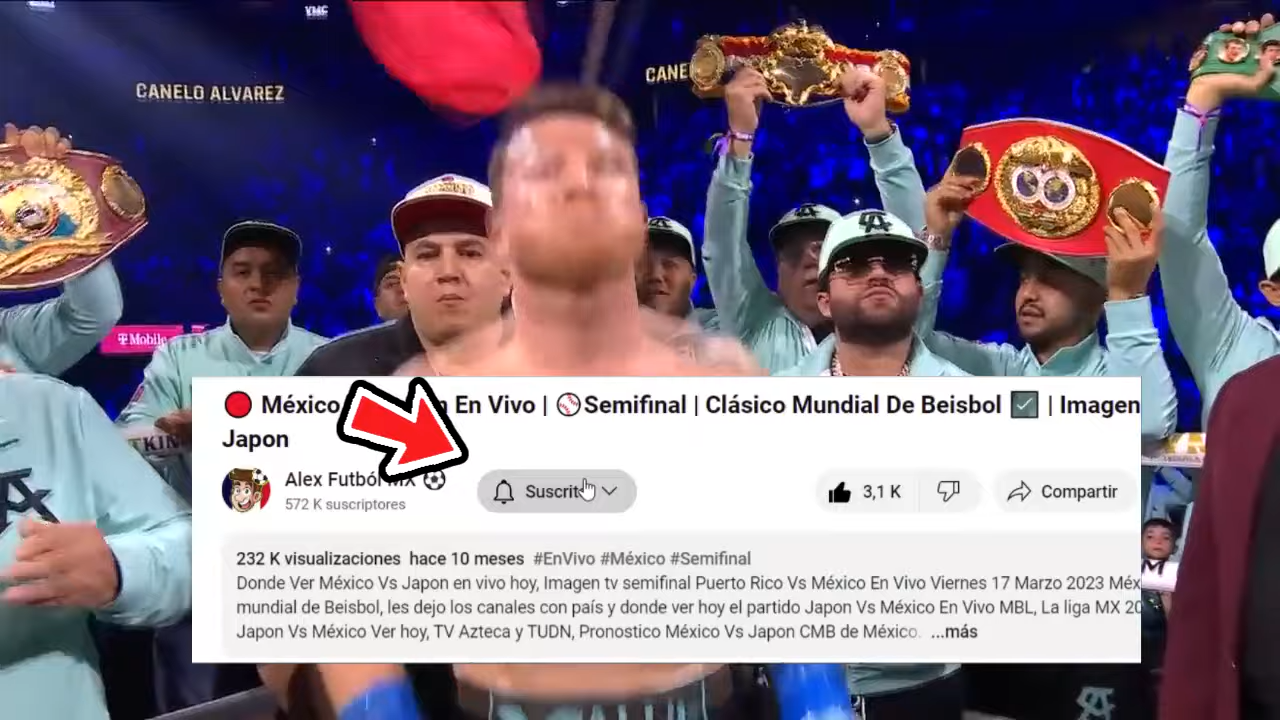 CANELO ALVAREZ
CANE
T Mobile
KIN
🔴 México n En Vivo | ⚾Semifinal | Clásico Mundial De Beisbol ✅ | Imagen
Japon
Alex Futból MX ⚽
572 K suscriptores
3,1 K
Compartir
232 K visualizaciones hace 10 meses #EnVivo #México #Semifinal
Donde Ver México Vs Japon en vivo hoy, Imagen tv semifinal Puerto Rico Vs México En Vivo Viernes 17 Marzo 2023 Méx
mundial de Beisbol, les dejo los canales con país y donde ver hoy el partido Japon Vs México En Vivo MBL, La liga MX 20
Japon Vs México Ver hoy, TV Azteca y TUDN, Pronostico México Vs Japon CMB de México. ...más